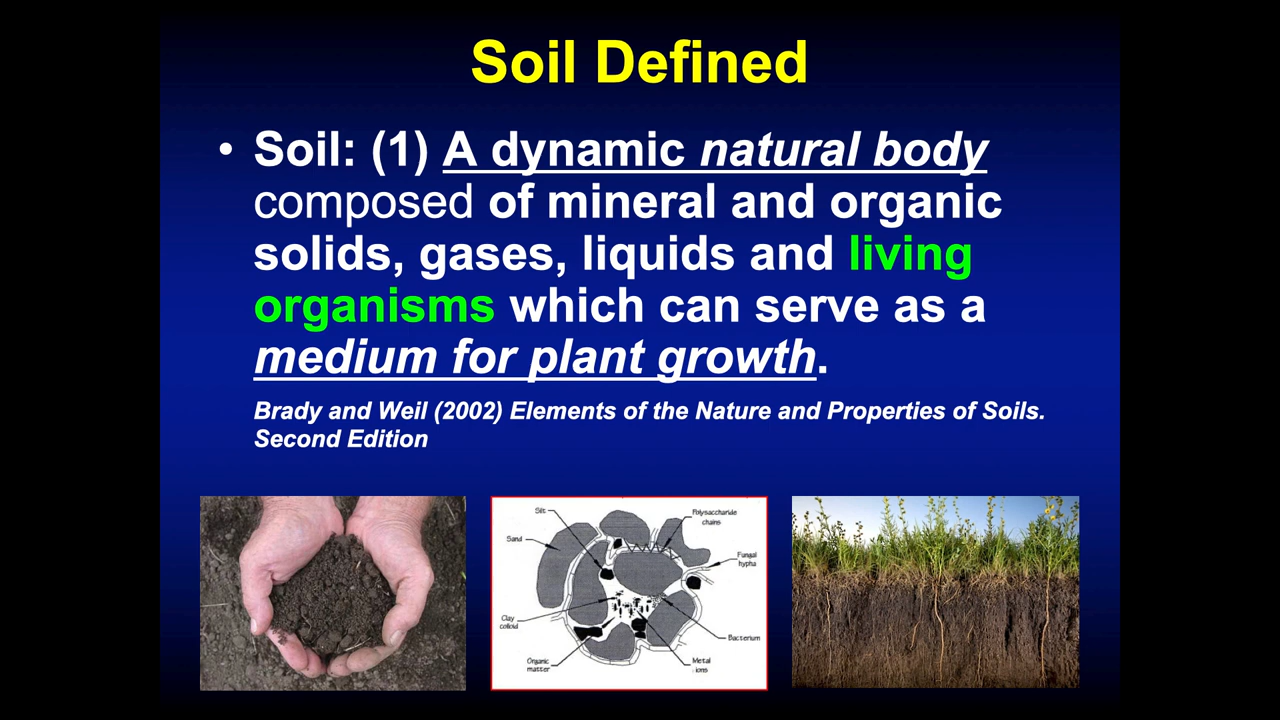 Soil Defined
• Soil: (1) A dynamic natural body
composed of mineral and organic
solids, gases, liquids and living
organisms which can serve as a
medium for plant growth.
Brady and Weil (2002) Elements of the Nature and Properties of Soils.
Second Edition
Silt
Polysaccharide
chains
Sand
Fungal
hypha
Clay
colloid
Bacterium
Organic
matter
Metal
ions